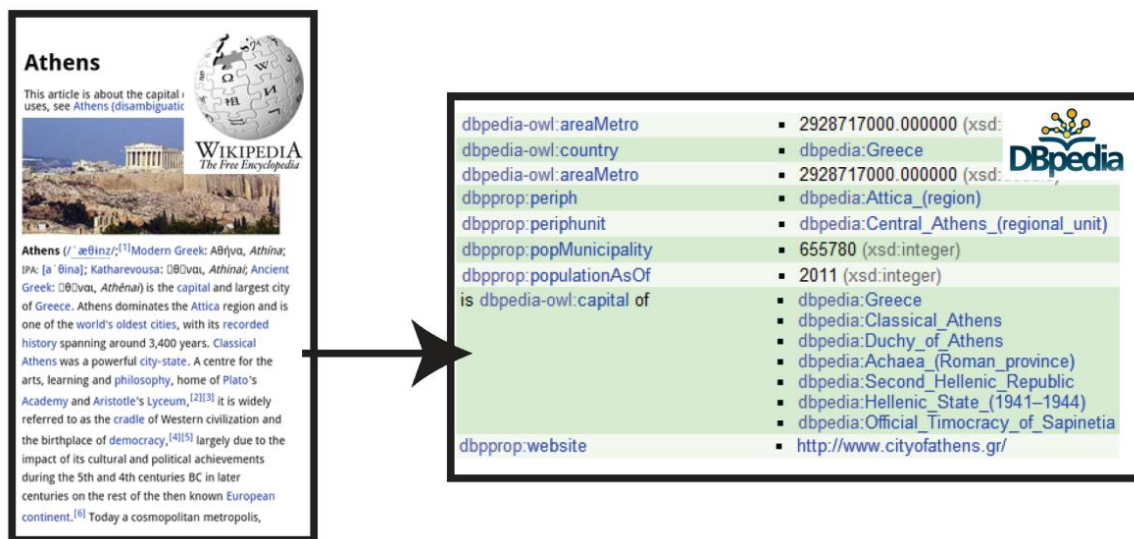 Athens
This article is about the capital
uses, see Athens (disambiguatic
WIKIPEDIA
The Free Encyclopedia
Athens (/ˈæθɪnz/;[1]Modern Greek: Αθήνα, Athína;
IPA: [aˈθina]; Katharevousa: ▯θ▯ναι, Athinai; Ancient
Greek: ▯θ▯ναι, Athēnai) is the capital and largest city
of Greece. Athens dominates the Attica region and is
one of the world's oldest cities, with its recorded
history spanning around 3,400 years. Classical
Athens was a powerful city-state. A centre for the
arts, learning and philosophy, home of Plato's
Academy and Aristotle's Lyceum,[2][3] it is widely
referred to as the cradle of Western civilization and
the birthplace of democracy,[4][5] largely due to the
impact of its cultural and political achievements
during the 5th and 4th centuries BC in later
centuries on the rest of the then known European
continent.[6] Today a cosmopolitan metropolis,
DBpedia
dbpedia-owl:areaMetro ▪ 2928717000.000000 (xsd:
dbpedia-owl:country ▪ dbpedia:Greece
dbpedia-owl:areaMetro ▪ 2928717000.000000 (xsd:
dbpprop:periph ▪ dbpedia:Attica_(region)
dbpprop:periphunit ▪ dbpedia:Central_Athens_(regional_unit)
dbpprop:popMunicipality ▪ 655780 (xsd:integer)
dbpprop:populationAsOf ▪ 2011 (xsd:integer)
is dbpedia-owl:capital of ▪ dbpedia:Greece
▪ dbpedia:Classical_Athens
▪ dbpedia:Duchy_of_Athens
▪ dbpedia:Achaea_(Roman_province)
▪ dbpedia:Second_Hellenic_Republic
▪ dbpedia:Hellenic_State_(1941–1944)
▪ dbpedia:Official_Timocracy_of_Sapinetia
dbpprop:website ▪ http://www.cityofathens.gr/